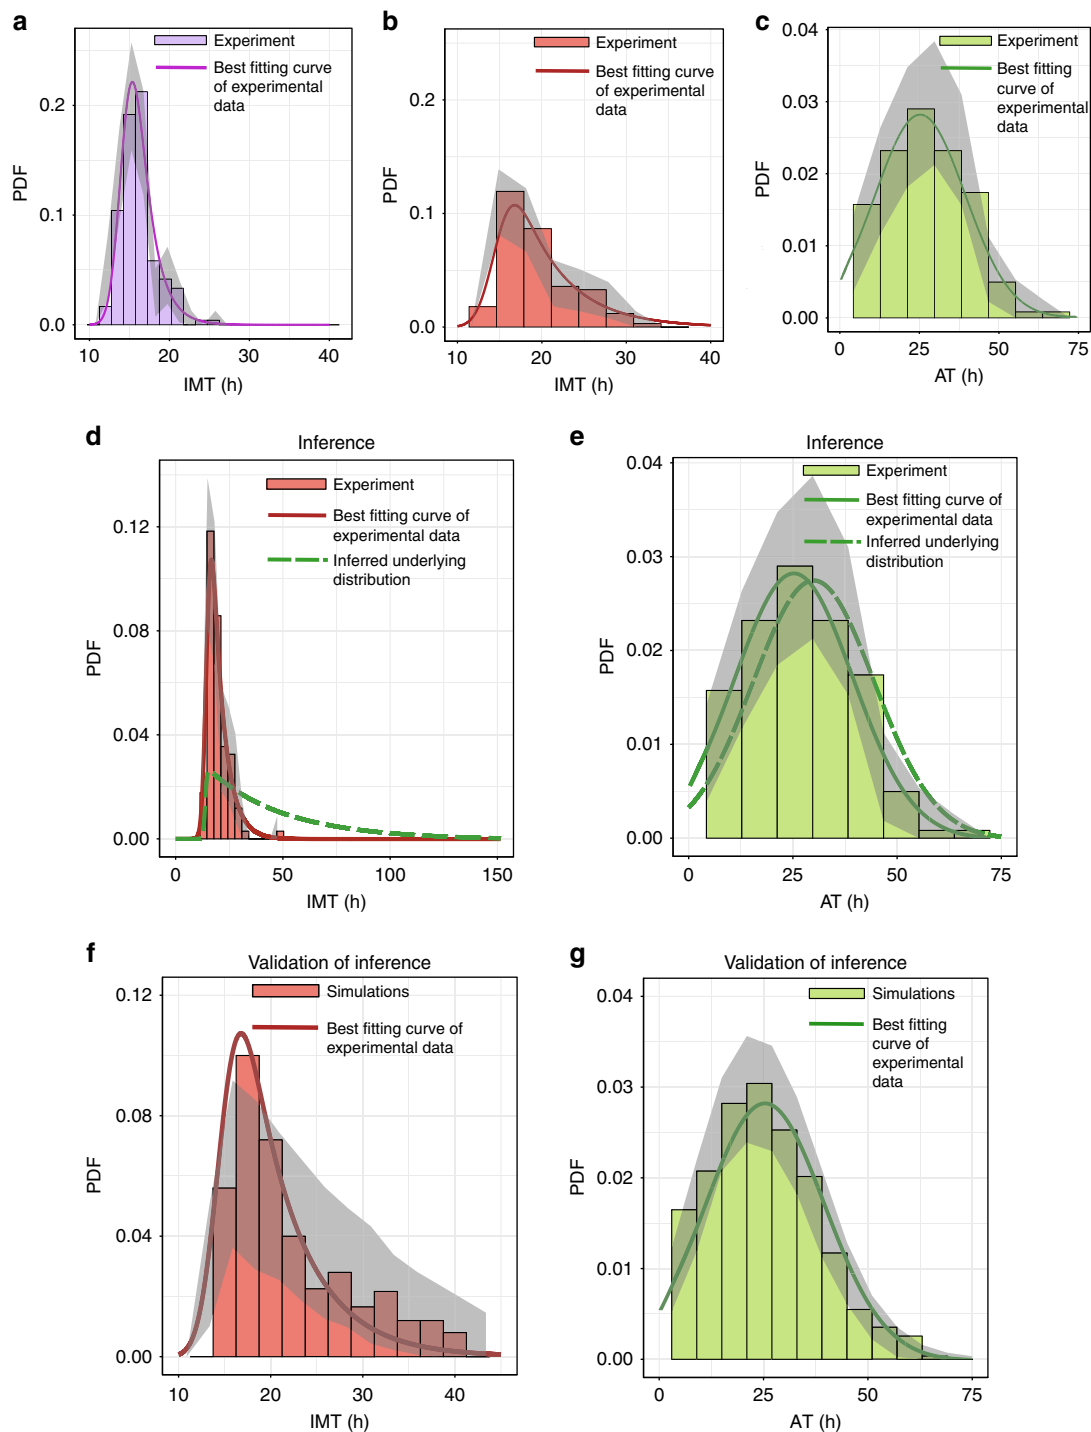 a
Experiment
Best fitting curve
of experimental
data
0.2
0.1
0.0
PDF
10
20
30
40
IMT (h)
b
Experiment
Best fitting curve
of experimental
data
0.2
0.1
0.0
PDF
10
20
30
40
IMT (h)
c
Experiment
Best fitting
curve of
experimental
data
0.04
0.03
0.02
0.01
0.00
PDF
0
25
50
75
AT (h)
d
Inference
Experiment
Best fitting curve of
experimental data
Inferred underlying
distribution
0.12
0.08
0.04
0.00
PDF
0
50
100
150
IMT (h)
e
Inference
Experiment
Best fitting curve of
experimental data
Inferred underlying
distribution
0.04
0.03
0.02
0.01
0.00
PDF
0
25
50
75
AT (h)
f
Validation of inference
Simulations
Best fitting curve of
experimental data
0.12
0.08
0.04
0.00
PDF
10
20
30
40
IMT (h)
g
Validation of inference
Simulations
Best fitting
curve of
experimental
data
0.04
0.03
0.02
0.01
0.00
PDF
0
25
50
75
AT (h)